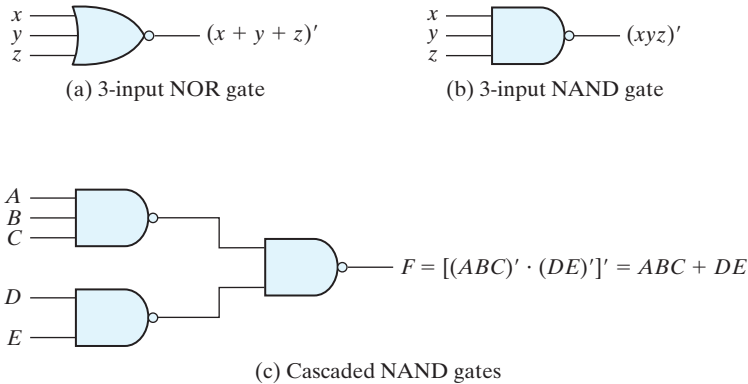 x
y
z
(x + y + z)′
(a) 3-input NOR gate
x
y
z
(xyz)′
(b) 3-input NAND gate
A
B
C
D
E
F = [(ABC)′ · (DE)′]′ = ABC + DE
(c) Cascaded NAND gates